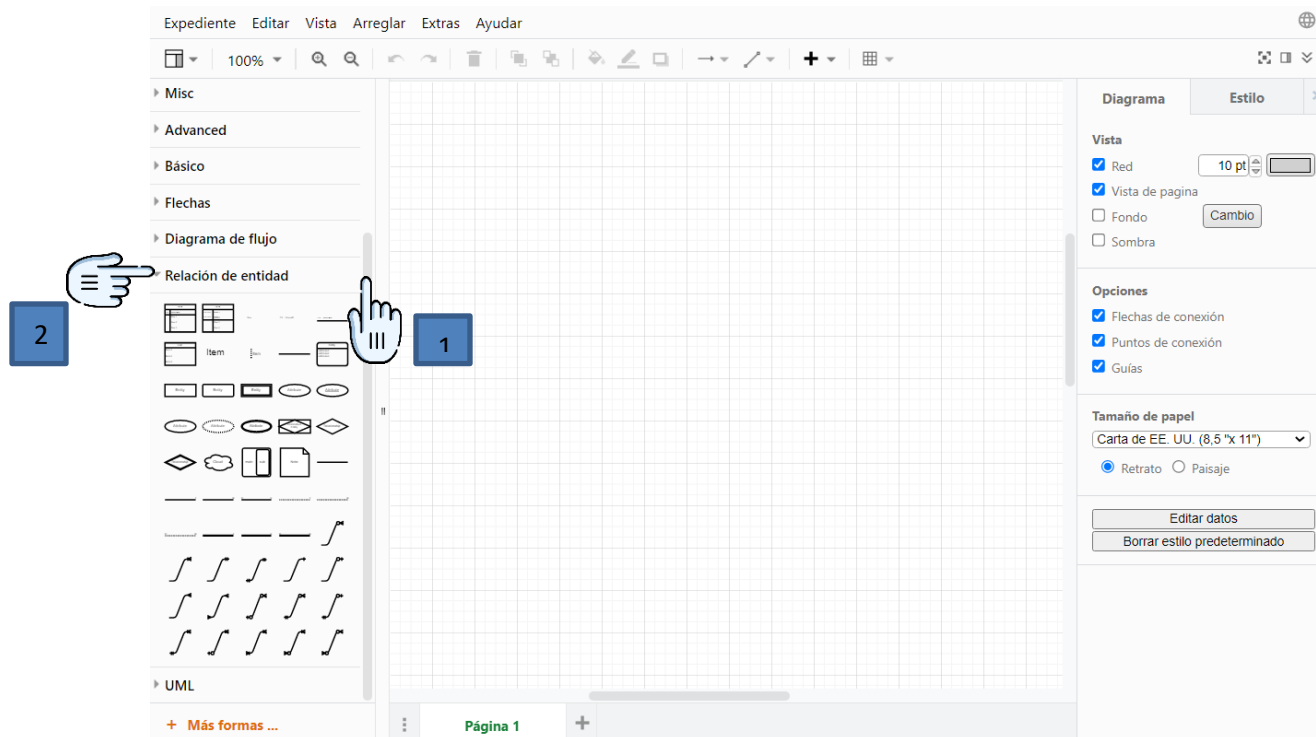 Expediente Editar Vista Arreglar Extras Ayudar
100%
Misc
Advanced
Básico
Flechas
Diagrama de flujo
Relación de entidad
Item
2
1
UML
+ Más formas ...
Página 1
Diagrama Estilo
Vista
Red 10 pt
Vista de pagina
Fondo Cambio
Sombra
Opciones
Flechas de conexión
Puntos de conexión
Guías
Tamaño de papel
Carta de EE. UU. (8,5 "x 11")
Retrato Paisaje
Editar datos
Borrar estilo predeterminado